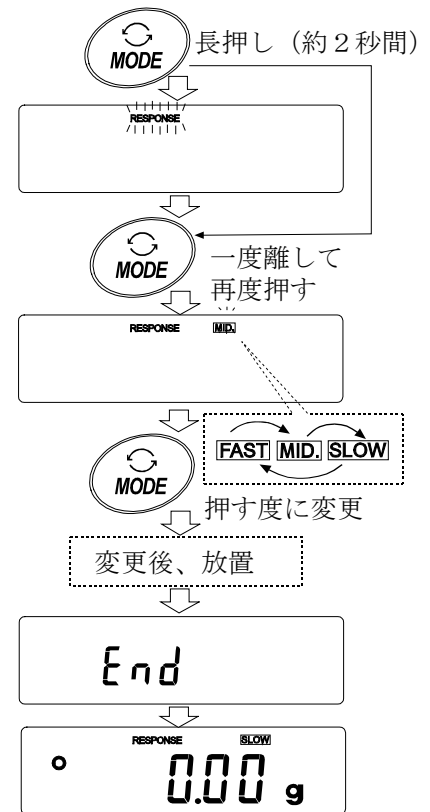 MODE
長押し（約２秒間）
RESPONSE
MODE
一度離して
再度押す
RESPONSE MID.
FAST MID. SLOW
MODE
押す度に変更
変更後、放置
End
RESPONSE SLOW
0.00 g